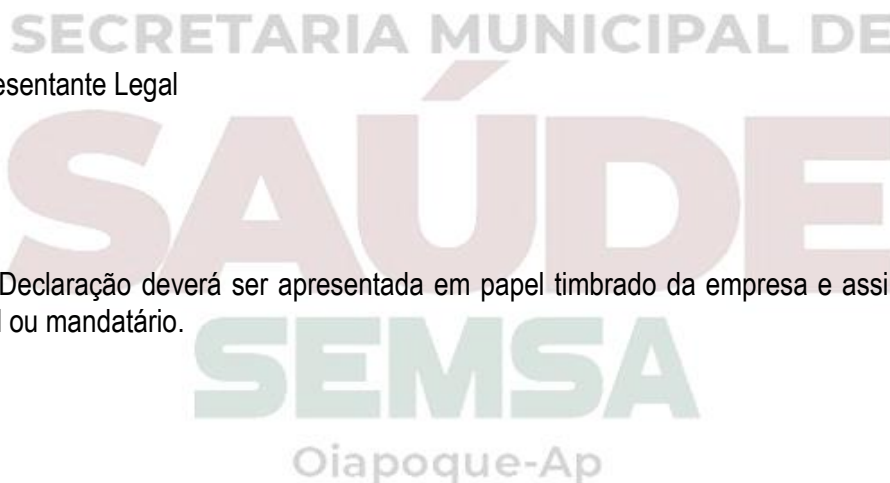 SECRETARIA MUNICIPAL DE
esentante Legal
SAÚDE
Declaração deverá ser apresentada em papel timbrado da empresa e assi
l ou mandatário.
SEMSA
Oiapoque-Ap